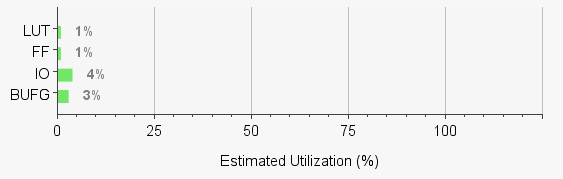 LUT 1%
FF 1%
IO 4%
BUFG 3%
0 25 50 75 100
Estimated Utilization (%)